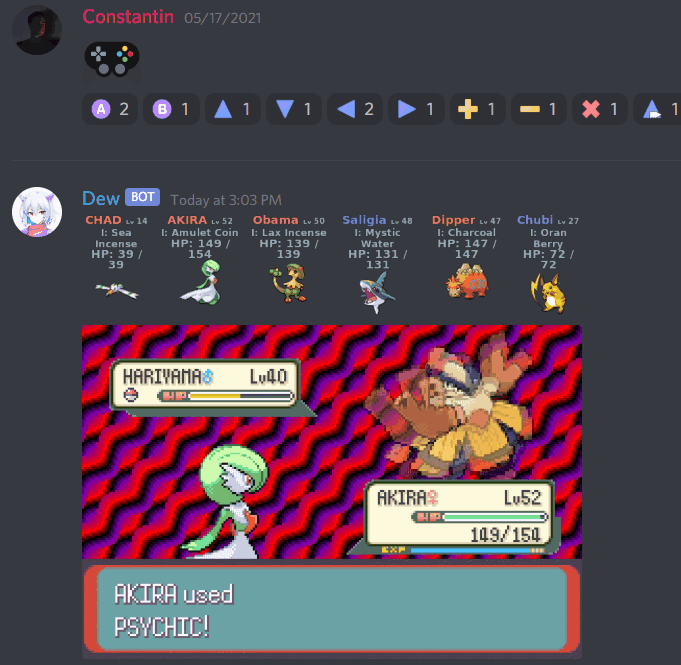 Constantin 05/17/2021
A 2 B 1 1 1 2 1 1 1 1 1
Dew BOT Today at 3:03 PM
CHAD Lv 14
I: Sea
Incense
HP: 39 /
39
AKIRA Lv 52
I: Amulet Coin
HP: 149 /
154
Obama Lv 50
I: Lax Incense
HP: 139 /
139
Saligia Lv 48
I: Mystic
Water
HP: 131 /
131
Dipper Lv 47
I: Charcoal
HP: 147 /
147
Chubi Lv 27
I: Oran
Berry
HP: 72 /
72
HARIYAMA♂ Lv40
HP
AKIRA♀ Lv52
HP
149/154
EXP
AKIRA used
PSYCHIC!